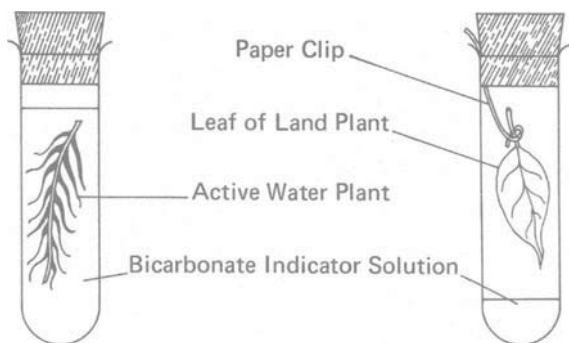 Paper Clip
Leaf of Land Plant
Active Water Plant
Bicarbonate Indicator Solution